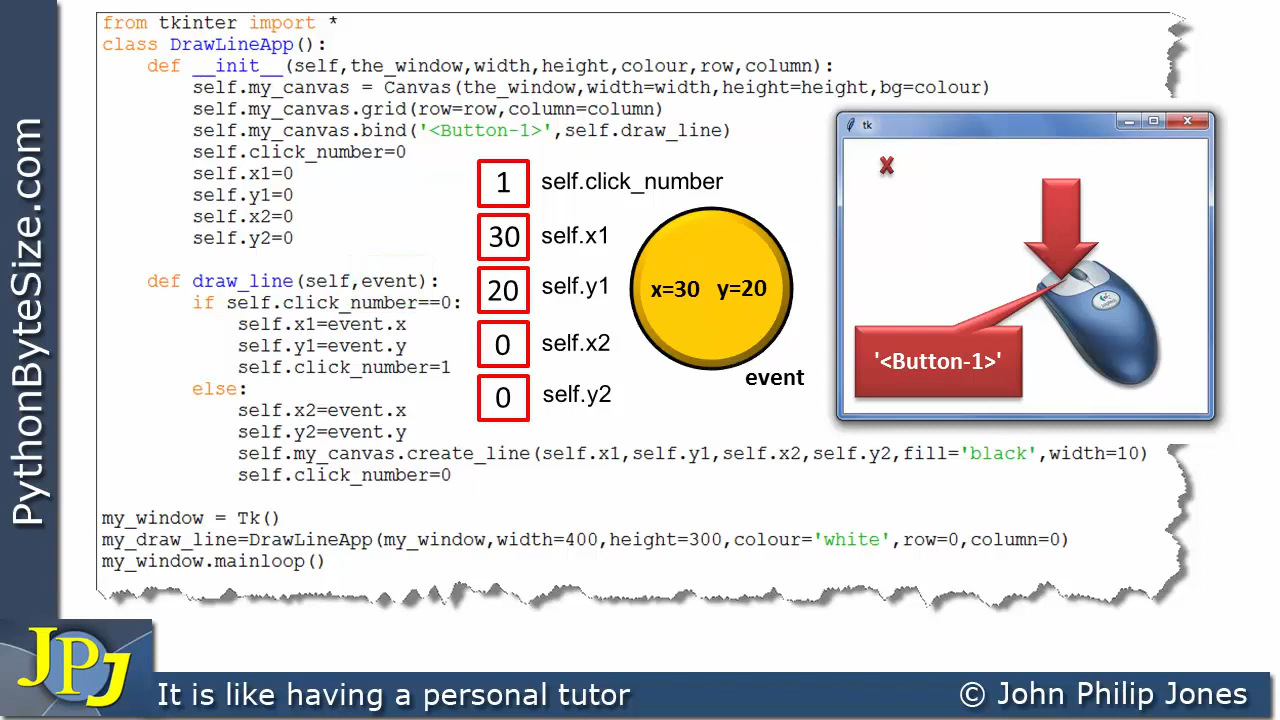 PythonByteSize.com
from tkinter import *
class DrawLineApp():
    def __init__(self,the_window,width,height,colour,row,column):
        self.my_canvas = Canvas(the_window,width=width,height=height,bg=colour)
        self.my_canvas.grid(row=row,column=column)
        self.my_canvas.bind('<Button-1>',self.draw_line)
        self.click_number=0
        self.x1=0
        self.y1=0
        self.x2=0
        self.y2=0
    def draw_line(self,event):
        if self.click_number==0:
            self.x1=event.x
            self.y1=event.y
            self.click_number=1
        else:
            self.x2=event.x
            self.y2=event.y
            self.my_canvas.create_line(self.x1,self.y1,self.x2,self.y2,fill='black',width=10)
            self.click_number=0
my_window = Tk()
my_draw_line=DrawLineApp(my_window,width=400,height=300,colour='white',row=0,column=0)
my_window.mainloop()
1 self.click_number
30 self.x1
20 self.y1
0 self.x2
0 self.y2
x=30 y=20
event
tk
x
'<Button-1>'
Logitech
JPJ
It is like having a personal tutor
© John Philip Jones